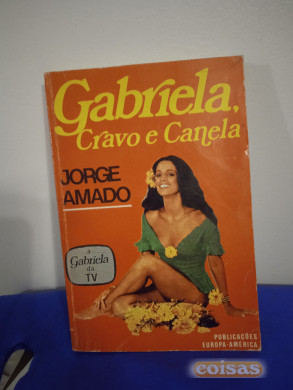 Gabriela,
Cravo e Canela
JORGE
AMADO
a
Gabriela
da
TV
PUBLICAÇÕES
EUROPA-AMÉRICA
coisas